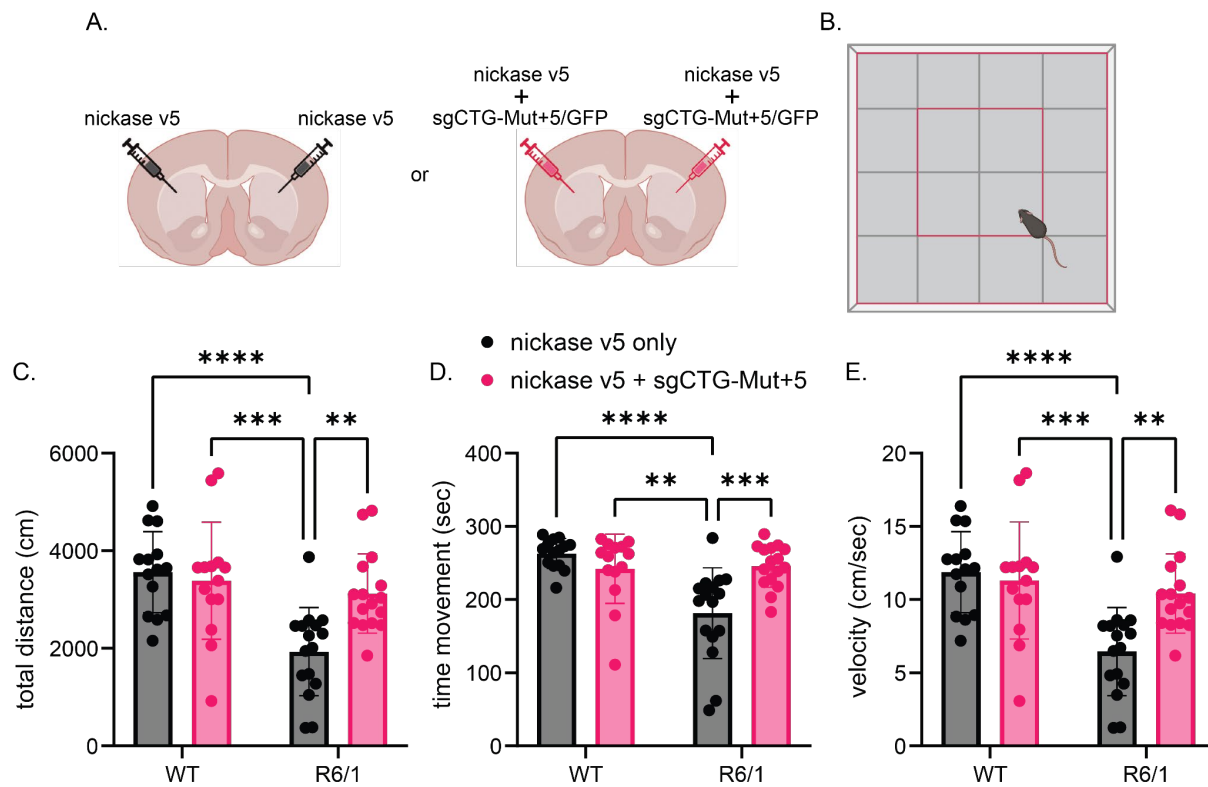 A.
nickase v5
nickase v5
or
nickase v5
+
sgCTG-Mut+5/GFP
nickase v5
+
sgCTG-Mut+5/GFP
B.
nickase v5 only
nickase v5 + sgCTG-Mut+5
C.
****
***
**
total distance (cm)
6000
4000
2000
0
WT
R6/1
D.
****
**
***
time movement (sec)
400
300
200
100
0
WT
R6/1
E.
****
***
**
velocity (cm/sec)
20
15
10
5
0
WT
R6/1